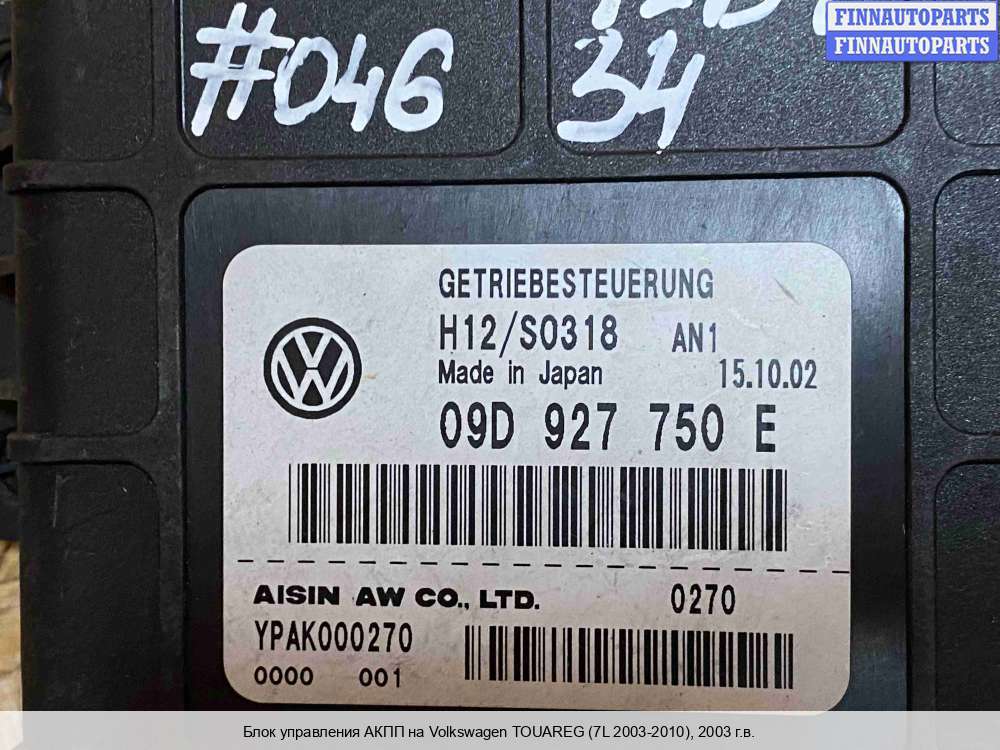 #046
34
FINNAUTOPARTS
FINNAUTOPARTS
GETRIEBESTEUERUNG
H12/S0318 AN1
Made in Japan 15.10.02
09D 927 750 E
AISIN AW CO., LTD. 0270
YPAK000270
0000 001
Блок управления АКПП на Volkswagen TOUAREG (7L 2003-2010), 2003 г.в.